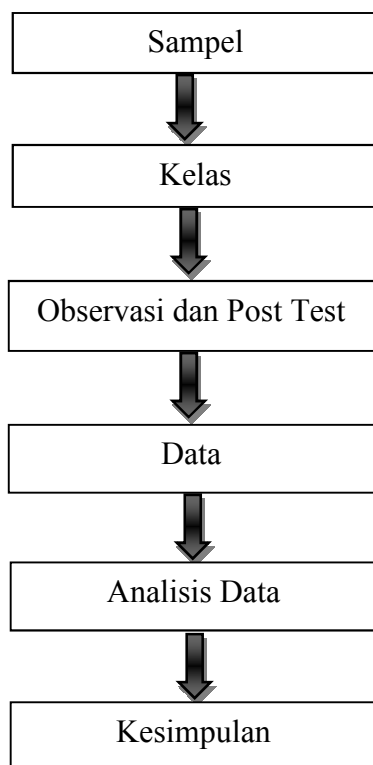 Sampel
Kelas
Observasi dan Post Test
Data
Analisis Data
Kesimpulan